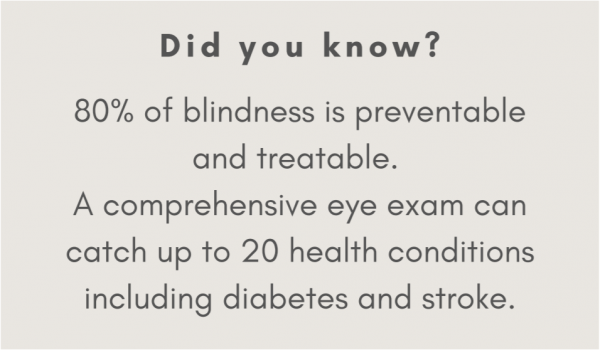 Did you know?
80% of blindness is preventable
and treatable.
A comprehensive eye exam can
catch up to 20 health conditions
including diabetes and stroke.